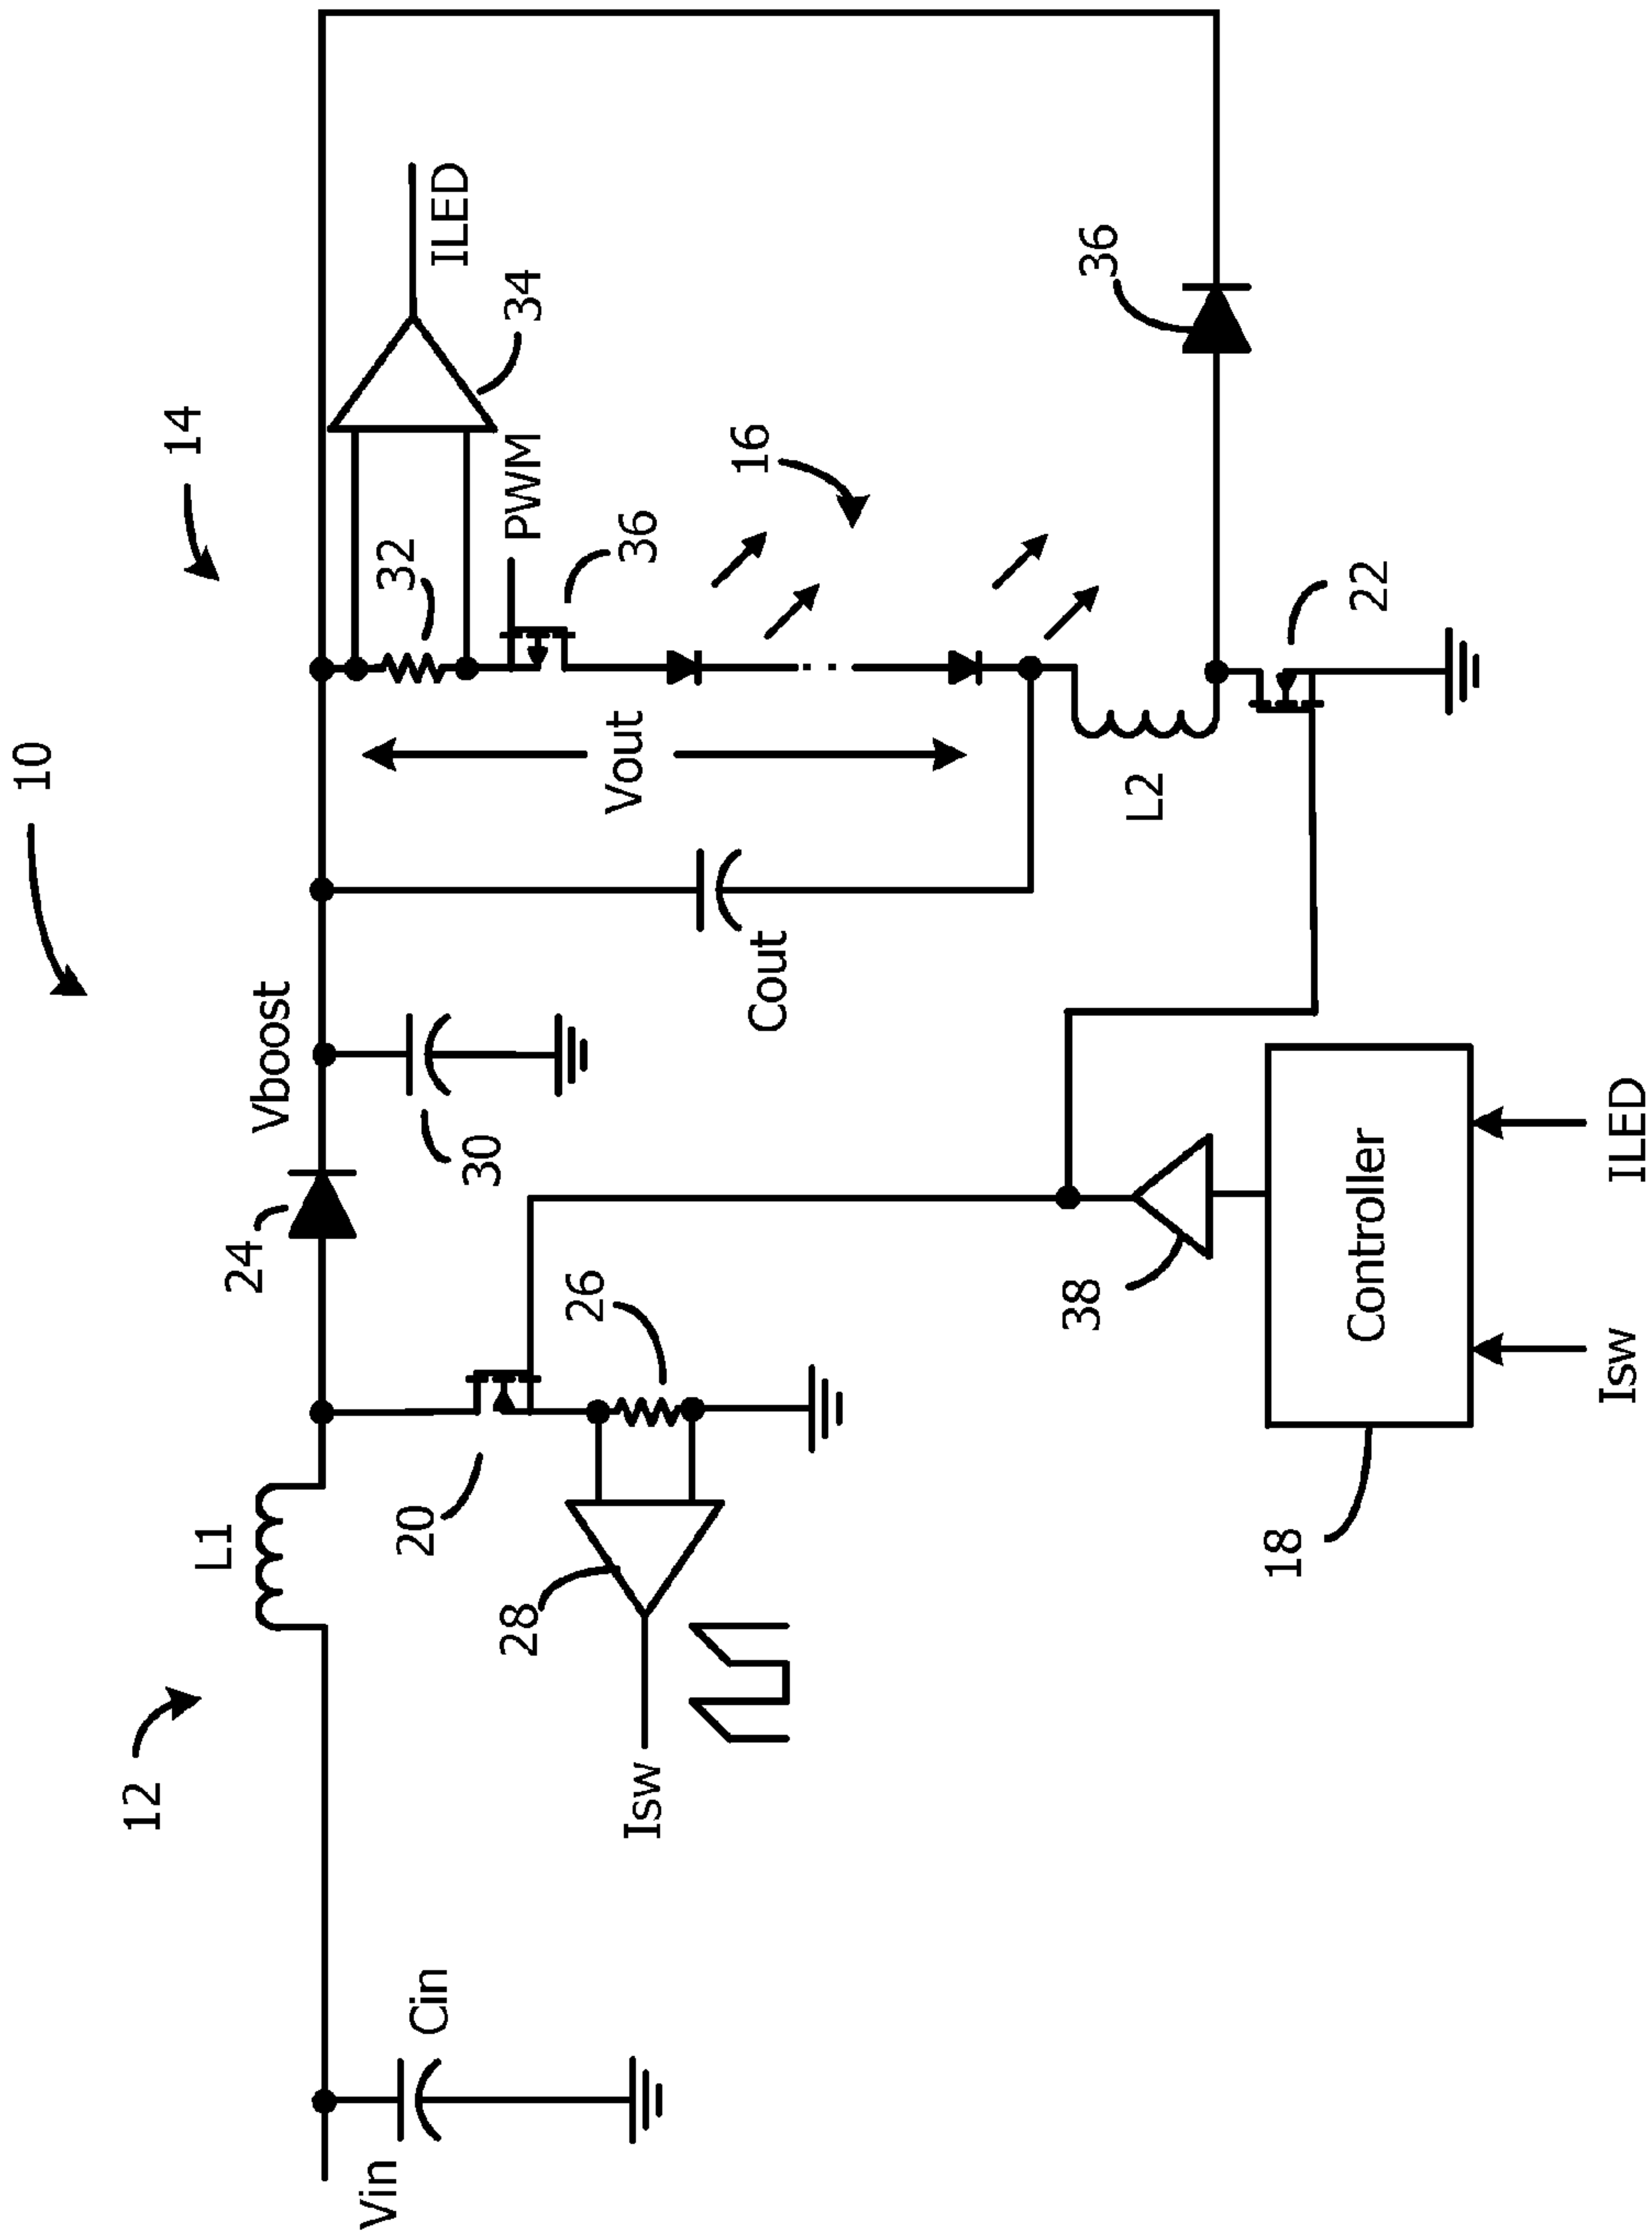 10
12
14
L1
24
Vboost
Vin
Cin
20
30
32
34
ILED
PWM
36
28
Isw
26
Vout
Cout
16
L2
36
22
38
18
Controller
Isw
ILED